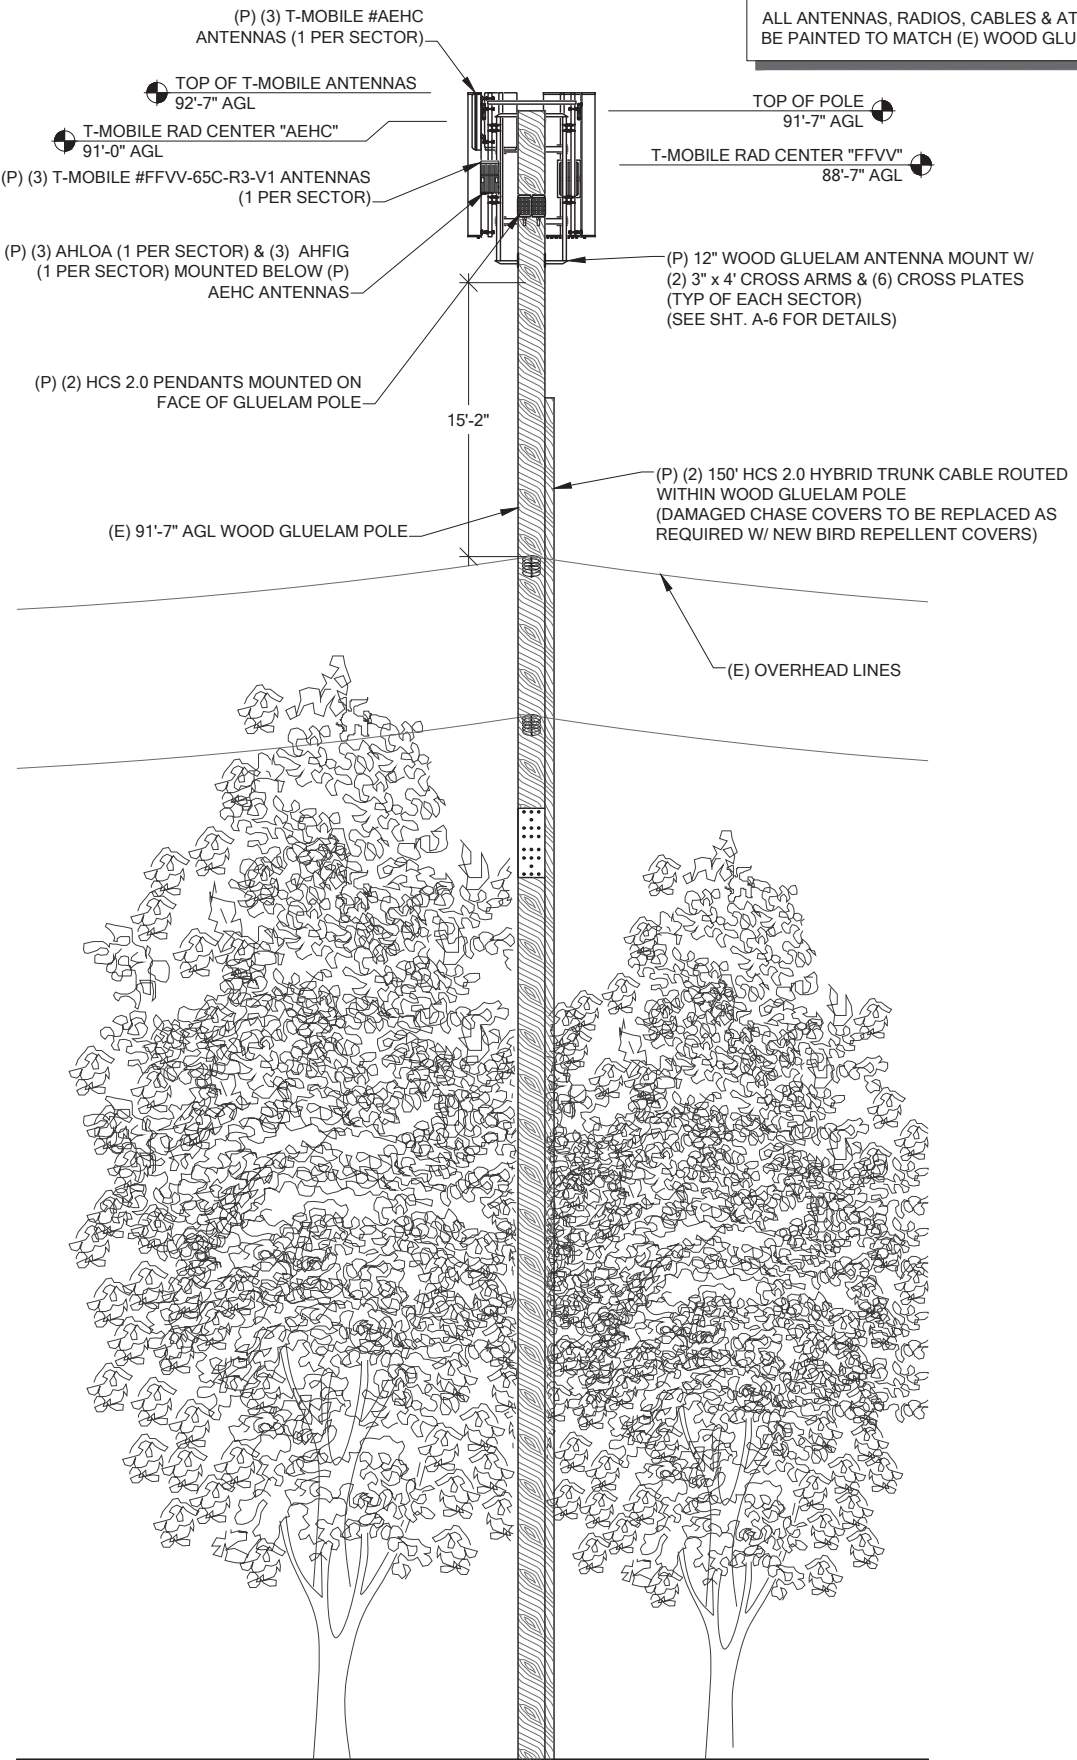 (P) (3) T-MOBILE #AEHC
ANTENNAS (1 PER SECTOR)
ALL ANTENNAS, RADIOS, CABLES &
BE PAINTED TO MATCH (E) WOOD
TOP OF T-MOBILE ANTENNAS
92'-7" AGL
T-MOBILE RAD CENTER "AEHC"
91'-0" AGL
TOP OF POLE
91'-7" AGL
T-MOBILE RAD CENTER "FFVV"
88'-7" AGL
(P) (3) T-MOBILE #FFVV-65C-R3-V1 ANTENNAS
(1 PER SECTOR)
(P) (3) AHLOA (1 PER SECTOR) & (3) AHFIG
(1 PER SECTOR) MOUNTED BELOW (P)
AEHC ANTENNAS
(P) 12" WOOD GLUELAM ANTENNA MOUNT W/
(2) 3" x 4' CROSS ARMS & (6) CROSS PLATES
(TYP OF EACH SECTOR)
(SEE SHT. A-6 FOR DETAILS)
(P) (2) HCS 2.0 PENDANTS MOUNTED ON
FACE OF GLUELAM POLE
15'-2"
(P) (2) 150' HCS 2.0 HYBRID TRUNK CABLE ROUTED
WITHIN WOOD GLUELAM POLE
(DAMAGED CHASE COVERS TO BE REPLACED AS
REQUIRED W/ NEW BIRD REPELLENT COVERS)
(E) 91'-7" AGL WOOD GLUELAM POLE
(E) OVERHEAD LINES